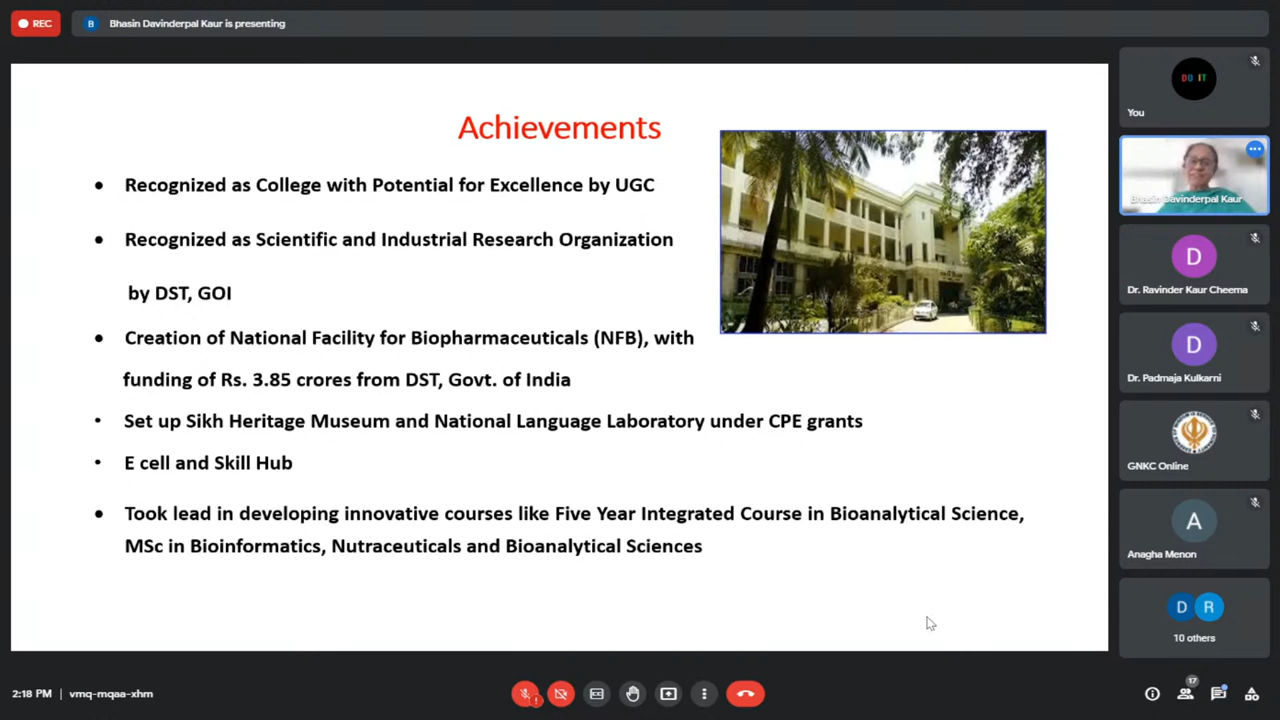 REC
B
Bhasin Davinderpal Kaur is presenting
Achievements
• Recognized as College with Potential for Excellence by UGC
• Recognized as Scientific and Industrial Research Organization
by DST, GOI
• Creation of National Facility for Biopharmaceuticals (NFB), with
funding of Rs. 3.85 crores from DST, Govt. of India
• Set up Sikh Heritage Museum and National Language Laboratory under CPE grants
• E cell and Skill Hub
• Took lead in developing innovative courses like Five Year Integrated Course in Bioanalytical Science,
MSc in Bioinformatics, Nutraceuticals and Bioanalytical Sciences
DO IT
You
Bhasin Davinderpal Kaur
D
Dr. Ravinder Kaur Cheema
D
Dr. Padmaja Kulkarni
GNKC Online
A
Anagha Menon
D R
10 others
2:18 PM | vmq-mqaa-xhm
17